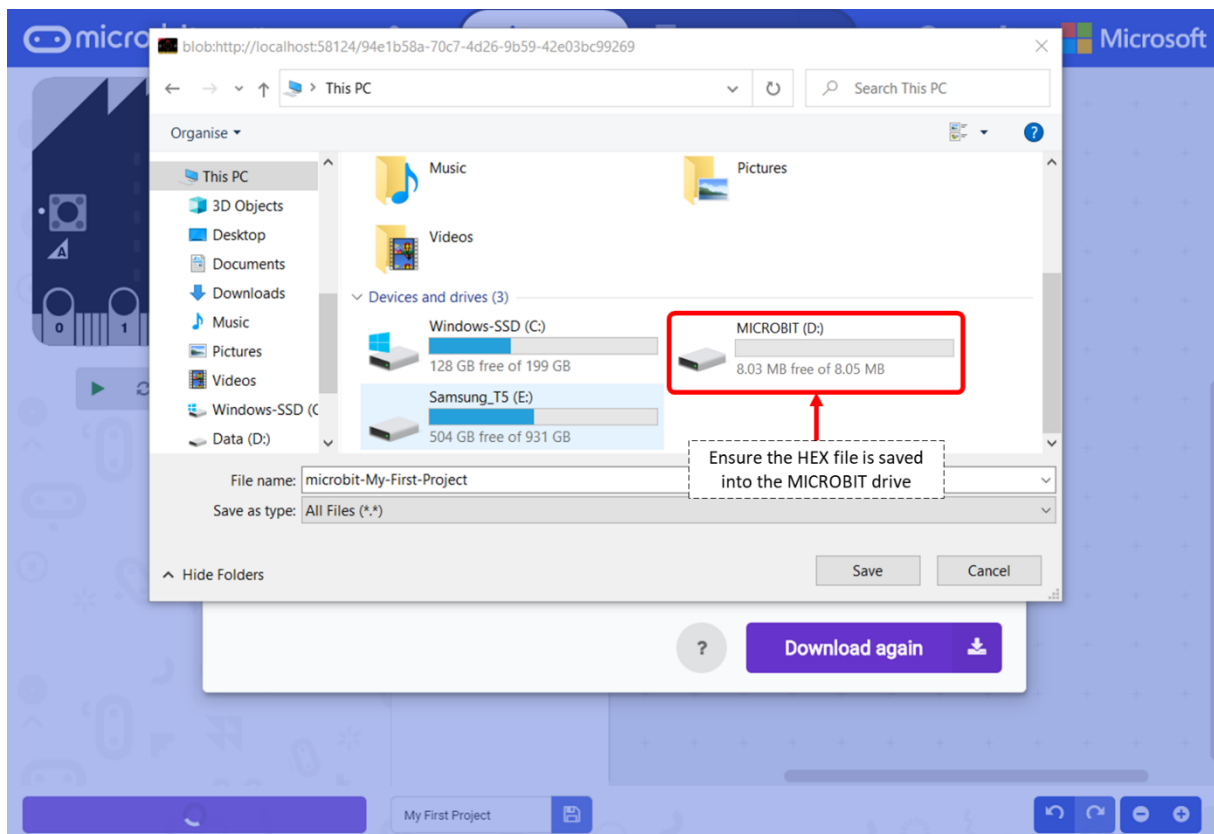 micro
Microsoft
blob:http://localhost:58124/94e1b58a-70c7-4d26-9b59-42e03bc99269
This PC
Search This PC
Organise
?
This PC
3D Objects
Desktop
Documents
Downloads
Music
Pictures
Videos
Windows-SSD (C
Data (D:)
Music
Pictures
Videos
Devices and drives (3)
Windows-SSD (C:)
128 GB free of 199 GB
MICROBIT (D:)
8.03 MB free of 8.05 MB
Samsung_T5 (E:)
504 GB free of 931 GB
Ensure the HEX file is saved
into the MICROBIT drive
File name: microbit-My-First-Project
Save as type: All Files (*.*)
Hide Folders
Save
Cancel
A
0
1
?
Download again
My First Project